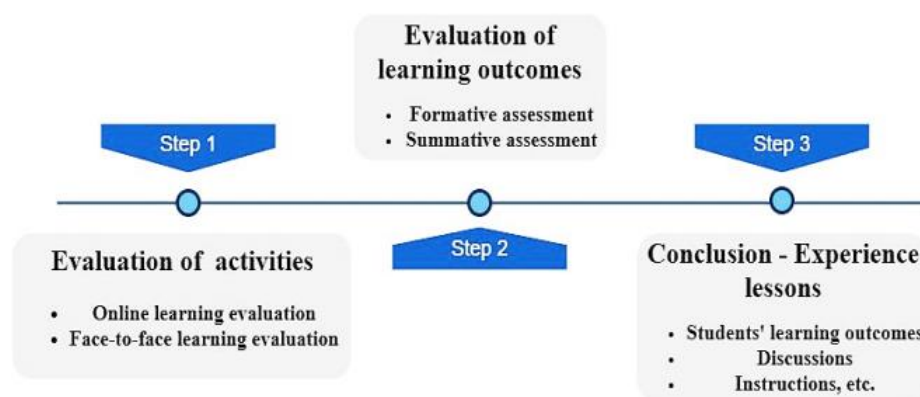 Step 1
Evaluation of activities
• Online learning evaluation
• Face-to-face learning evaluation
Evaluation of
learning outcomes
• Formative assessment
• Summative assessment
Step 2
Step 3
Conclusion - Experience
lessons
• Students' learning outcomes
• Discussions
• Instructions, etc.